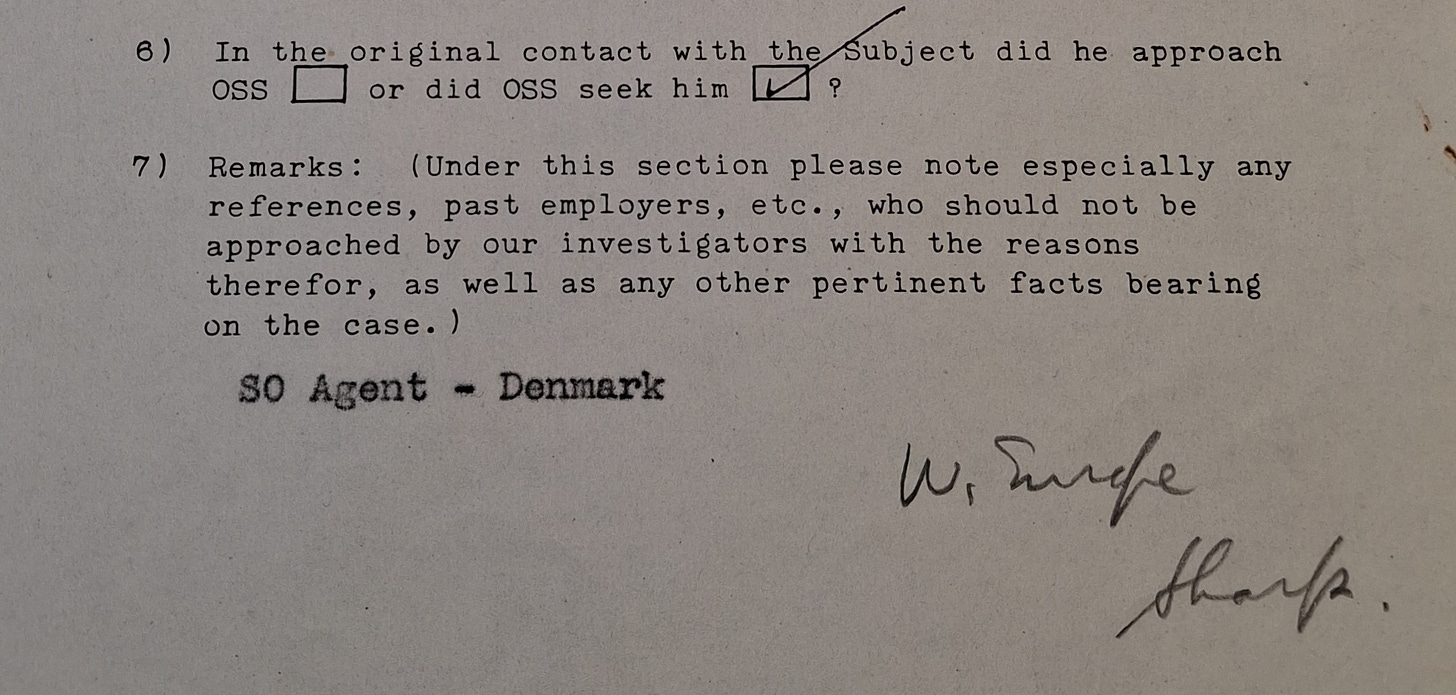 6) In the original contact with the Subject did he approach
OSS ☐ or did OSS seek him ☑ ?
7) Remarks: (Under this section please note especially any
references, past employers, etc., who should not be
approached by our investigators with the reasons
therefor, as well as any other pertinent facts bearing
on the case.)
SO Agent - Denmark
W. Europe
Sharp.